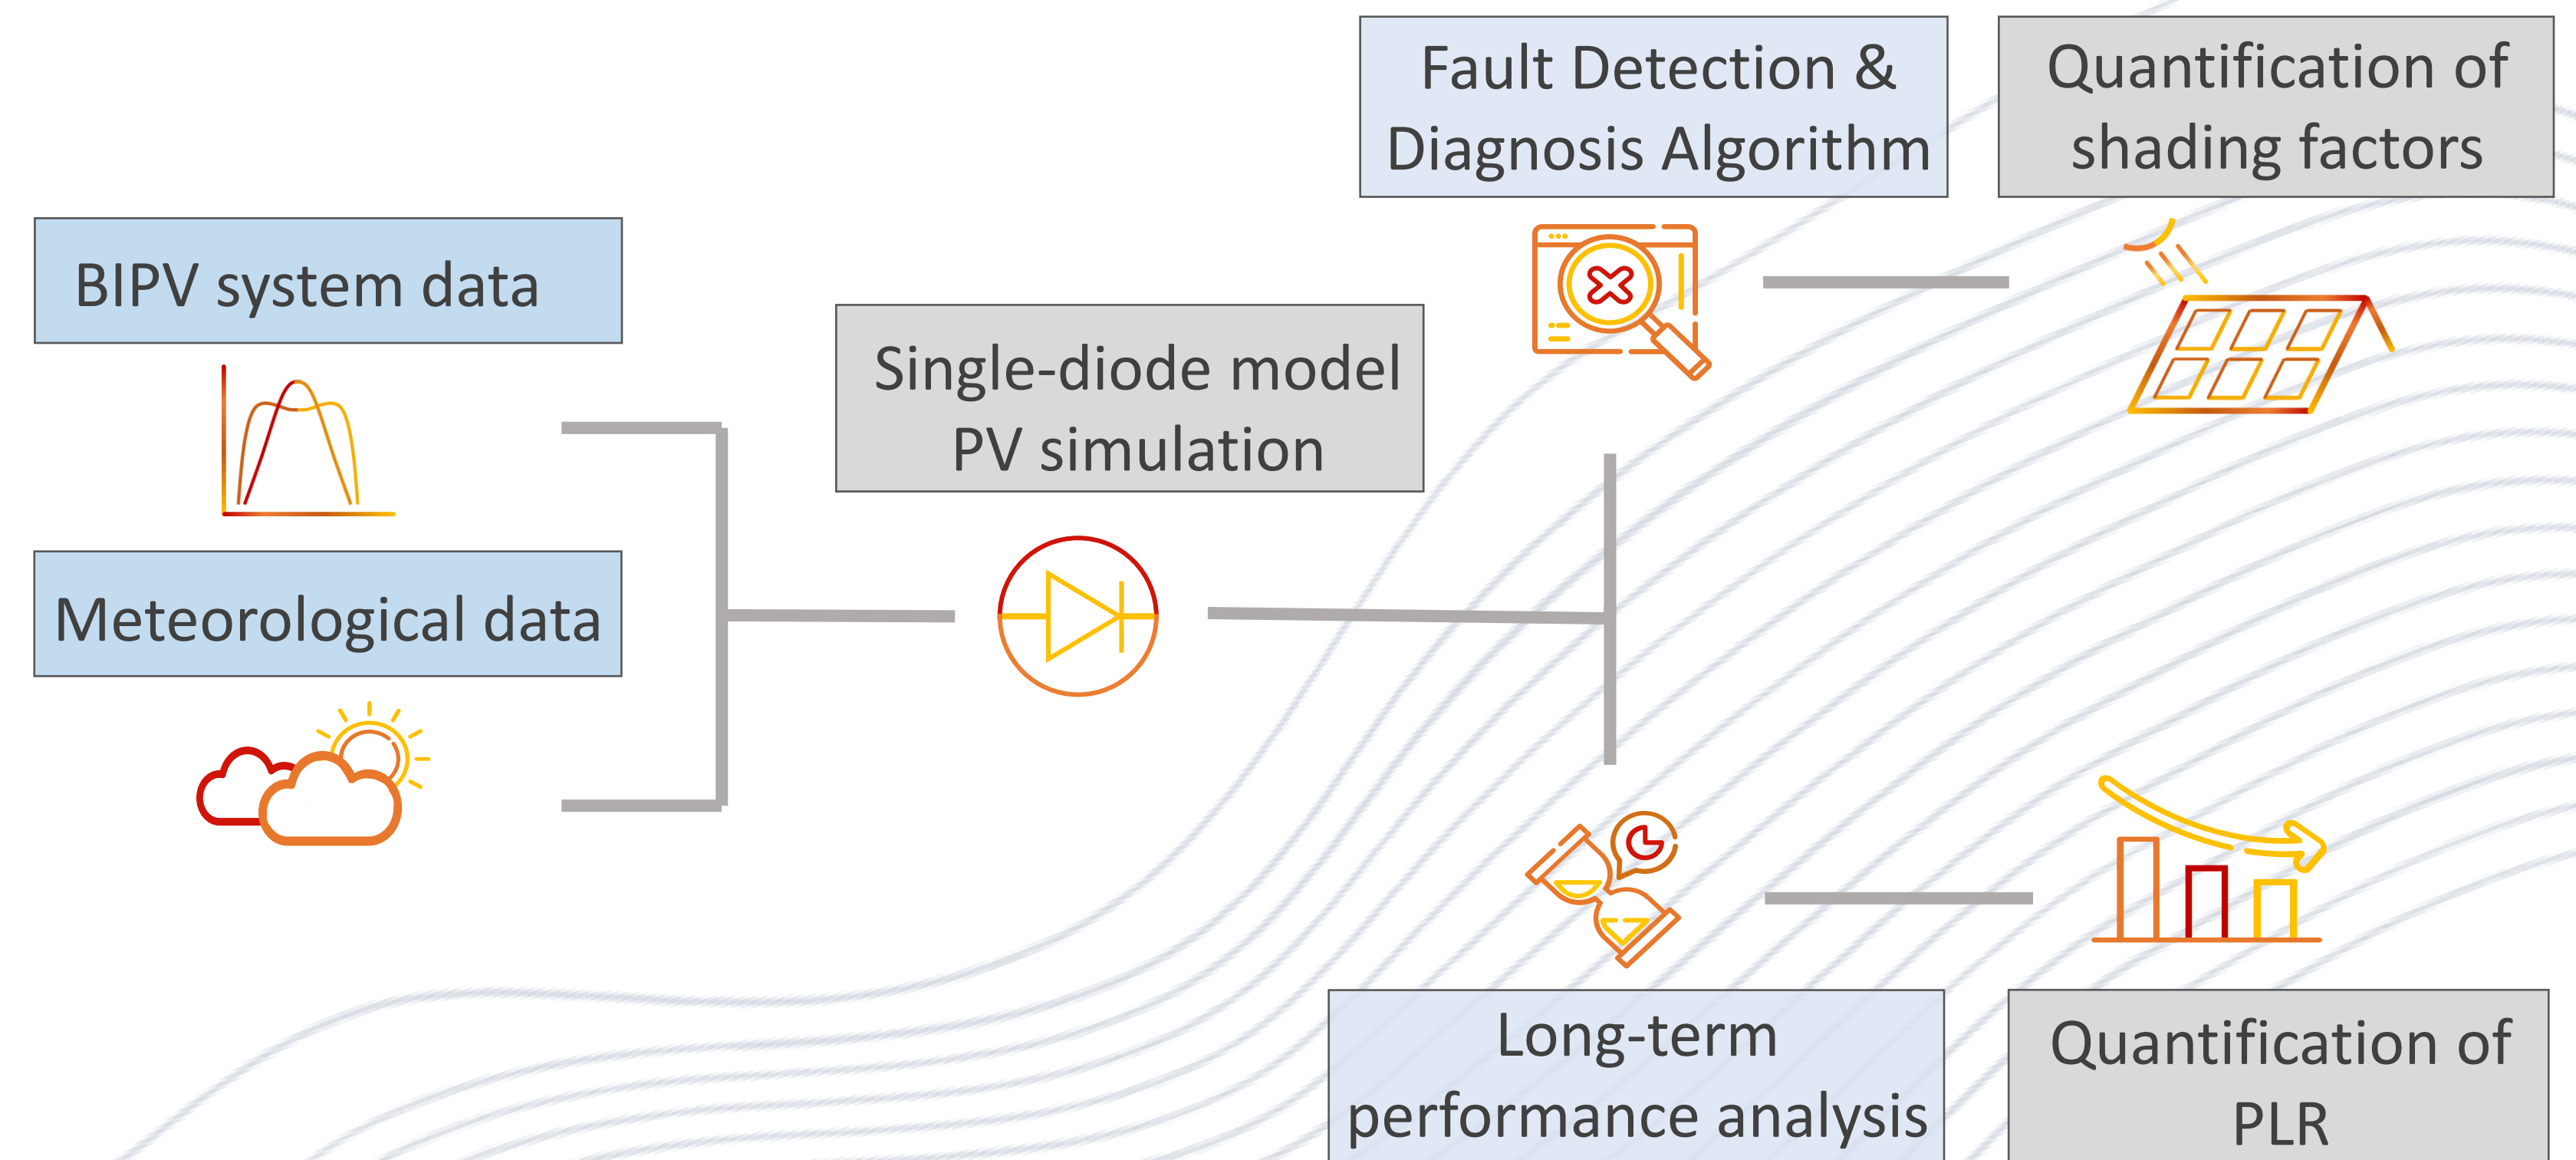 BIPV system data
Meteorological data
Single-diode model
PV simulation
Fault Detection &
Diagnosis Algorithm
Quantification of
shading factors
Long-term
performance analysis
Quantification of
PLR